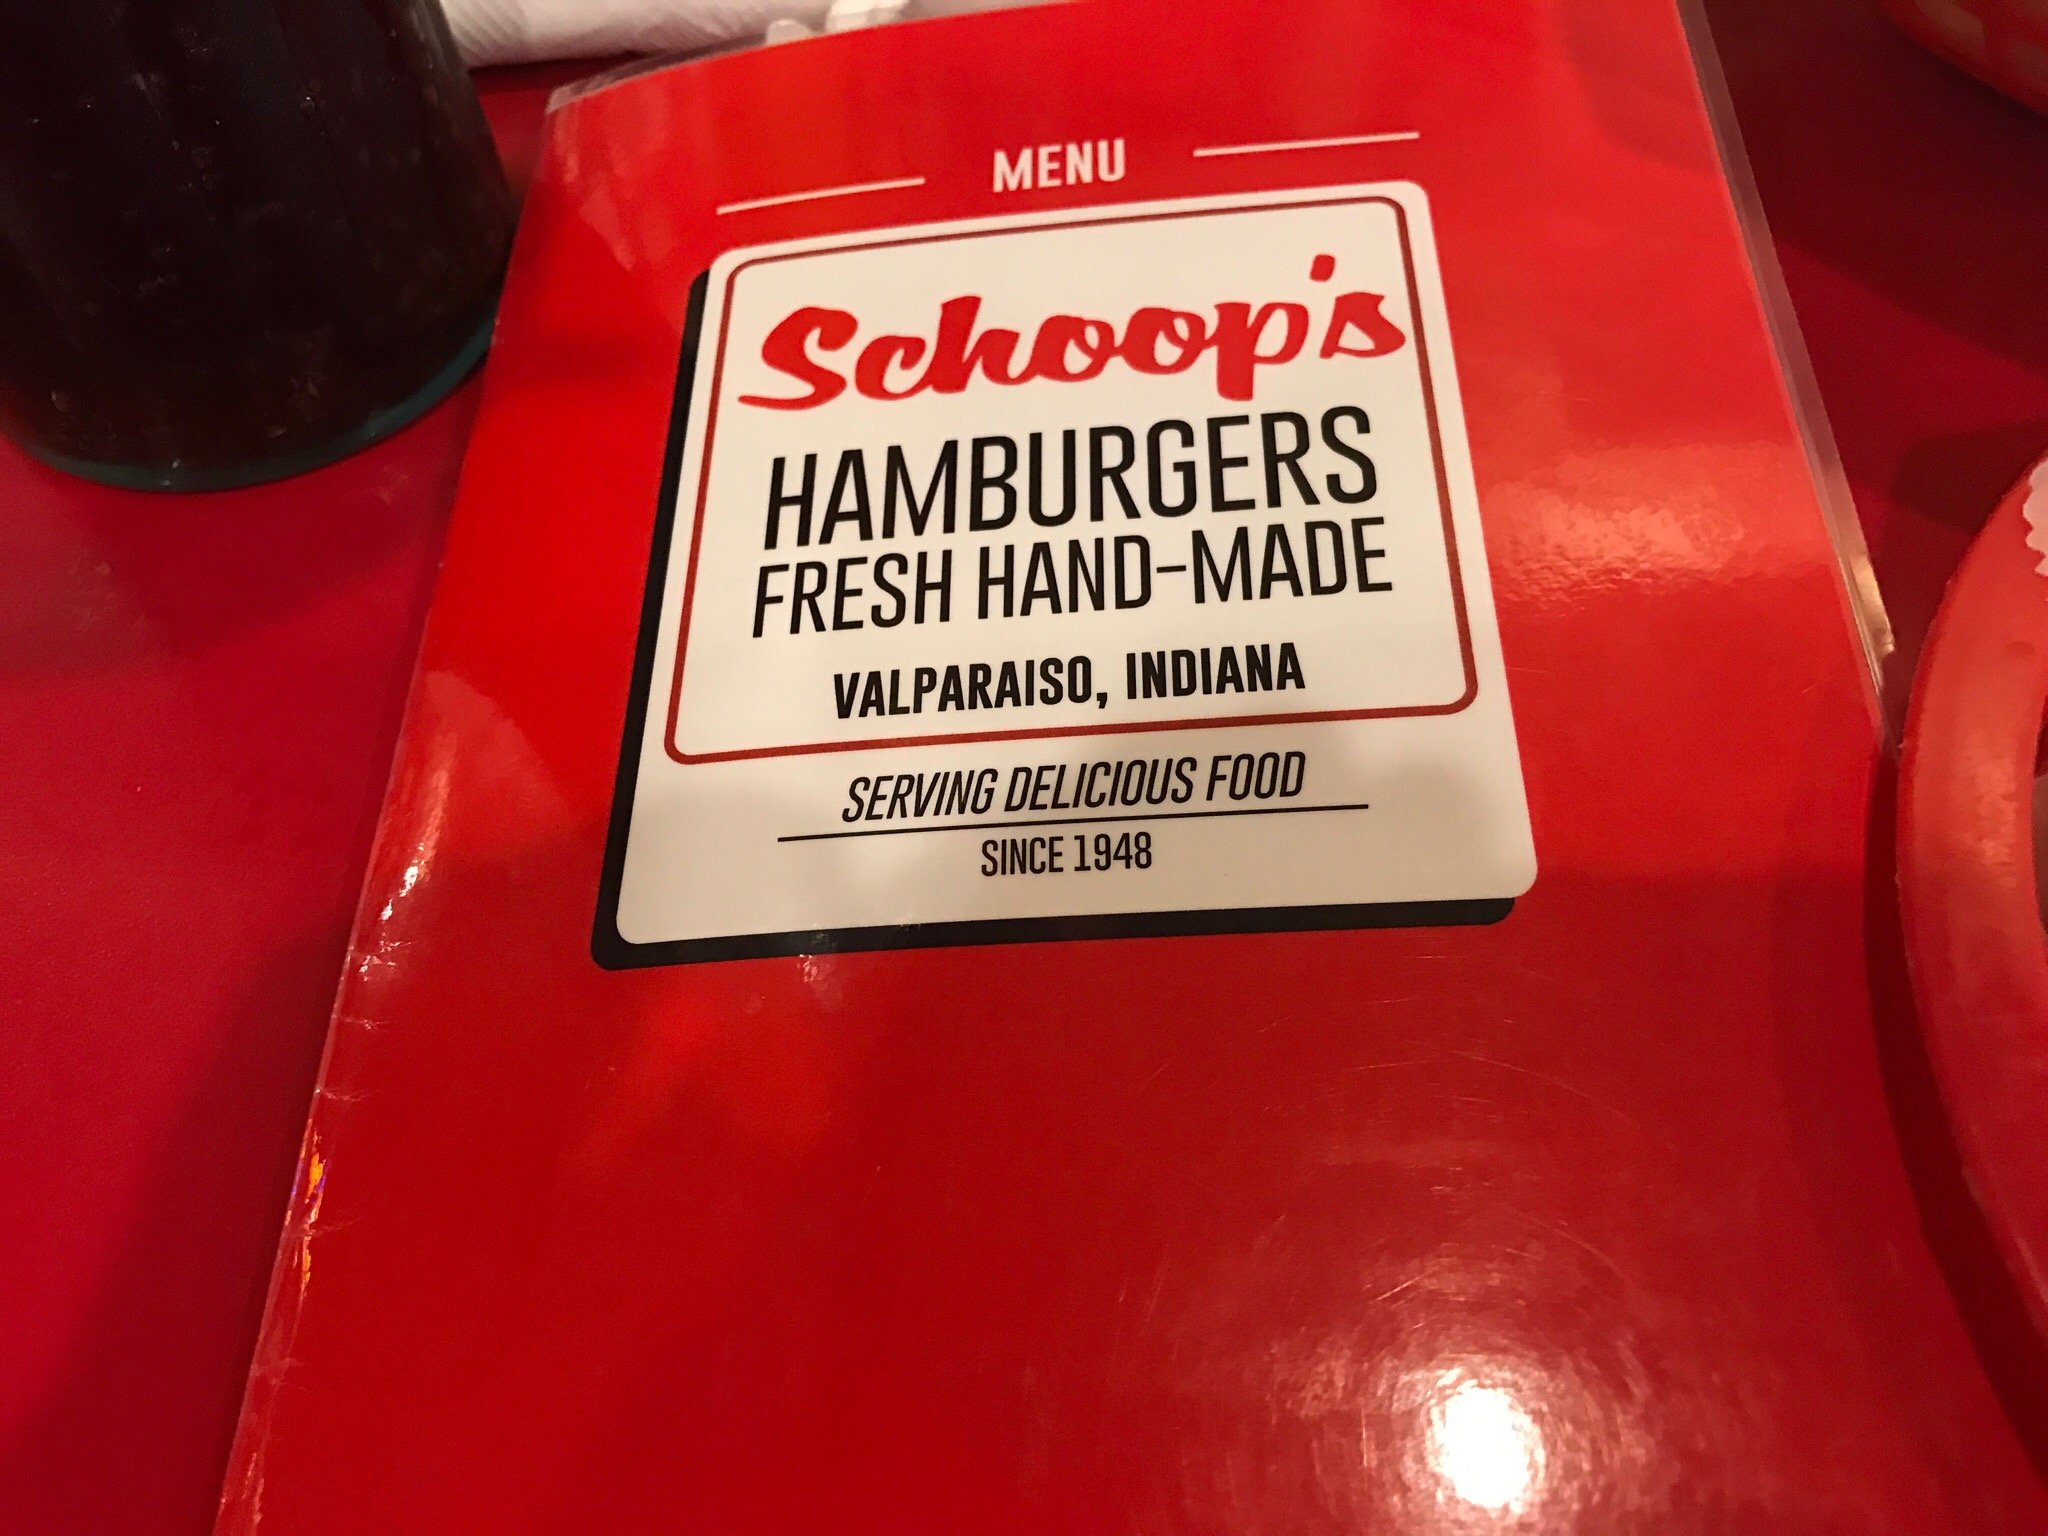 MENU
Schoop's
HAMBURGERS
FRESH HAND-MADE
VALPARAISO, INDIANA
SERVING DELICIOUS FOOD
SINCE 1948